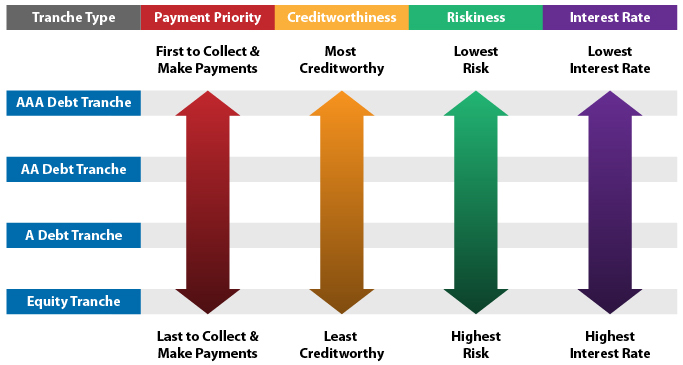 Tranche Type
Payment Priority
Creditworthiness
Riskiness
Interest Rate
First to Collect &
Make Payments
Most
Creditworthy
Lowest
Risk
Lowest
Interest Rate
AAA Debt Tranche
AA Debt Tranche
A Debt Tranche
Equity Tranche
Last to Collect &
Make Payments
Least
Creditworthy
Highest
Risk
Highest
Interest Rate